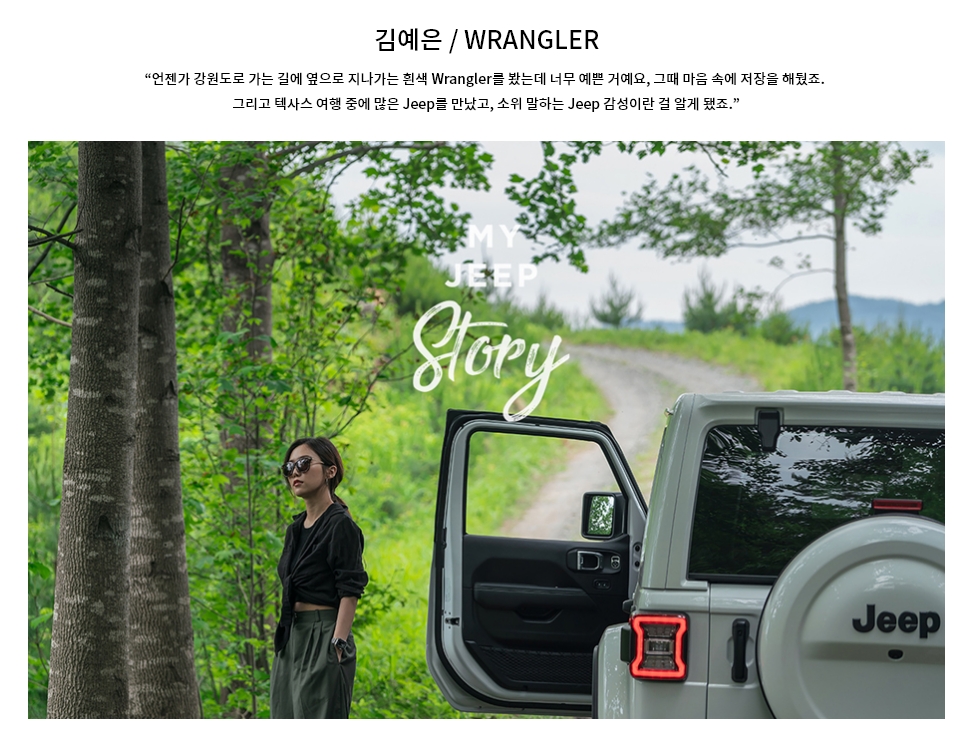 김예은 / WRANGLER
“언젠가 강원도로 가는 길에 옆으로 지나가는 흰색 Wrangler를 봤는데 너무 예쁜 거예요, 그때 마음 속에 저장을 해뒀죠.
그리고 텍사스 여행 중에 많은 Jeep를 만났고, 소위 말하는 Jeep 감성이란 걸 알게 됐죠.”
MY
JEEP
Story
Jeep